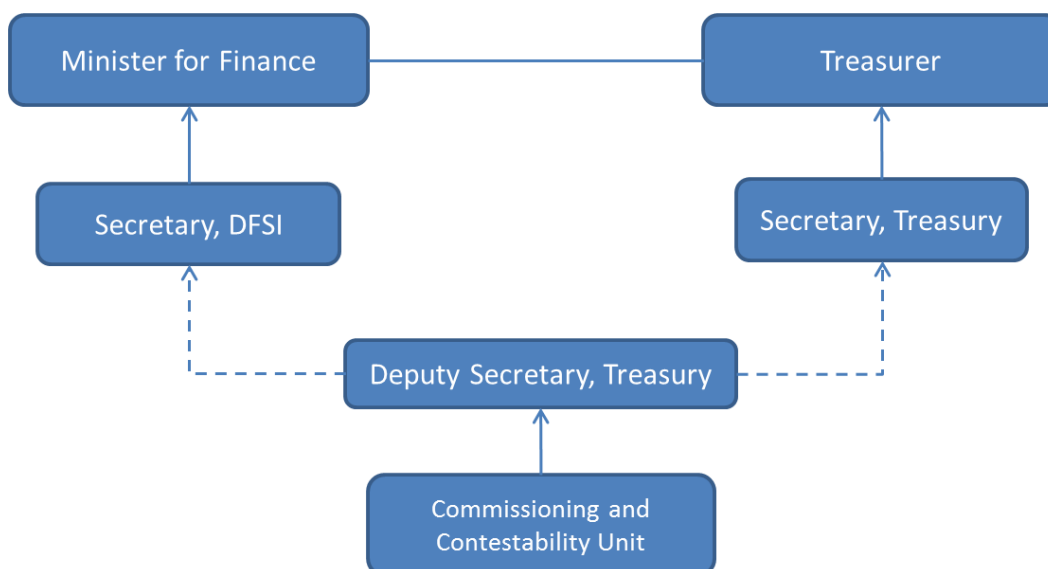 Minister for Finance
Treasurer
Secretary, DFSI
Secretary, Treasury
Deputy Secretary, Treasury
Commissioning and
Contestability Unit